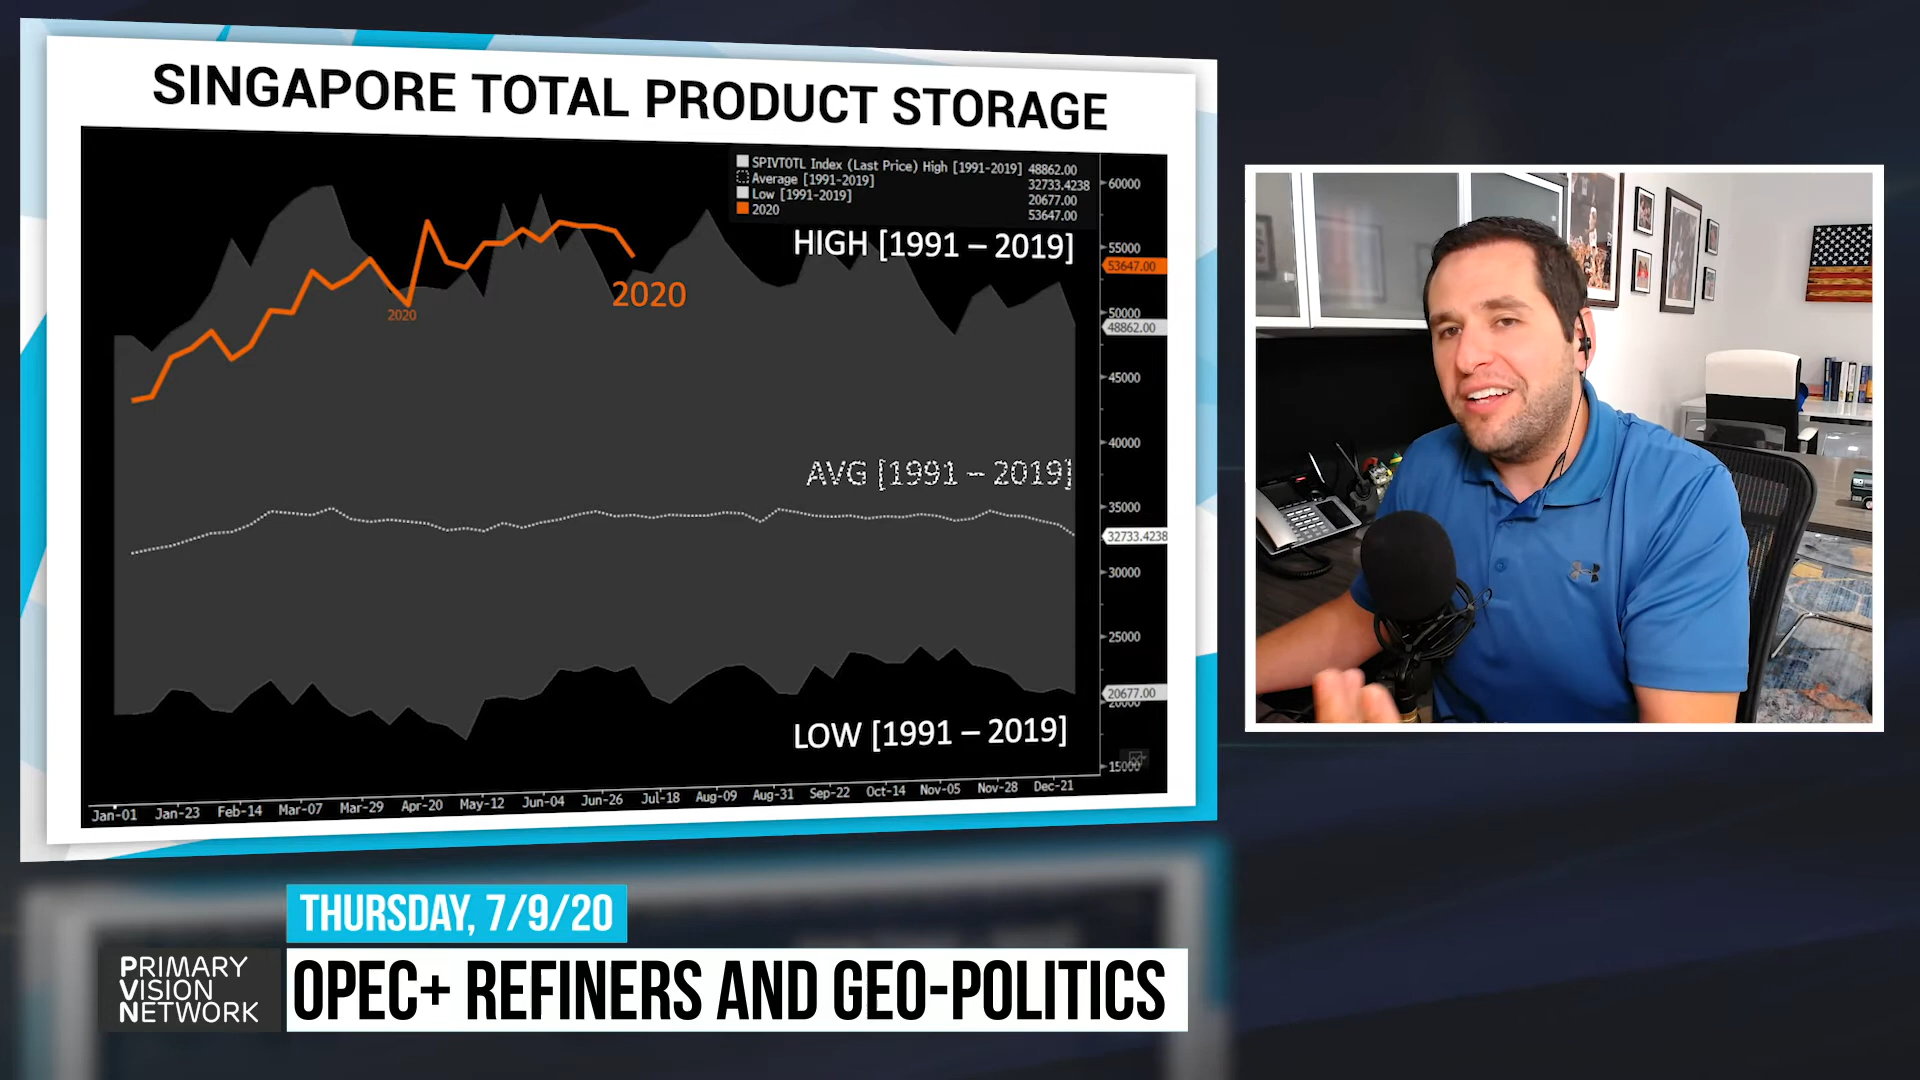 SINGAPORE TOTAL PRODUCT STORAGE
SPIVTOTL Index (Last Price) High [1991-2019] 48862.00
Average [1991-2019] 32733.4238
Low [1991-2019] 20677.00
2020 53647.00
HIGH [1991 – 2019]
2020
2020
AVG [1991 – 2019]
LOW [1991 – 2019]
60000
55000
53647.00
50000
48862.00
45000
40000
35000
32733.4238
30000
25000
20677.00
20000
15000
Jan-01 Jan-23 Feb-14 Mar-07 Mar-29 Apr-20 May-12 Jun-04 Jun-26 Jul-18 Aug-09 Aug-31 Sep-22 Oct-14 Nov-05 Nov-28 Dec-21
THURSDAY, 7/9/20
PRIMARY
VISION
NETWORK
OPEC+ REFINERS AND GEO-POLITICS